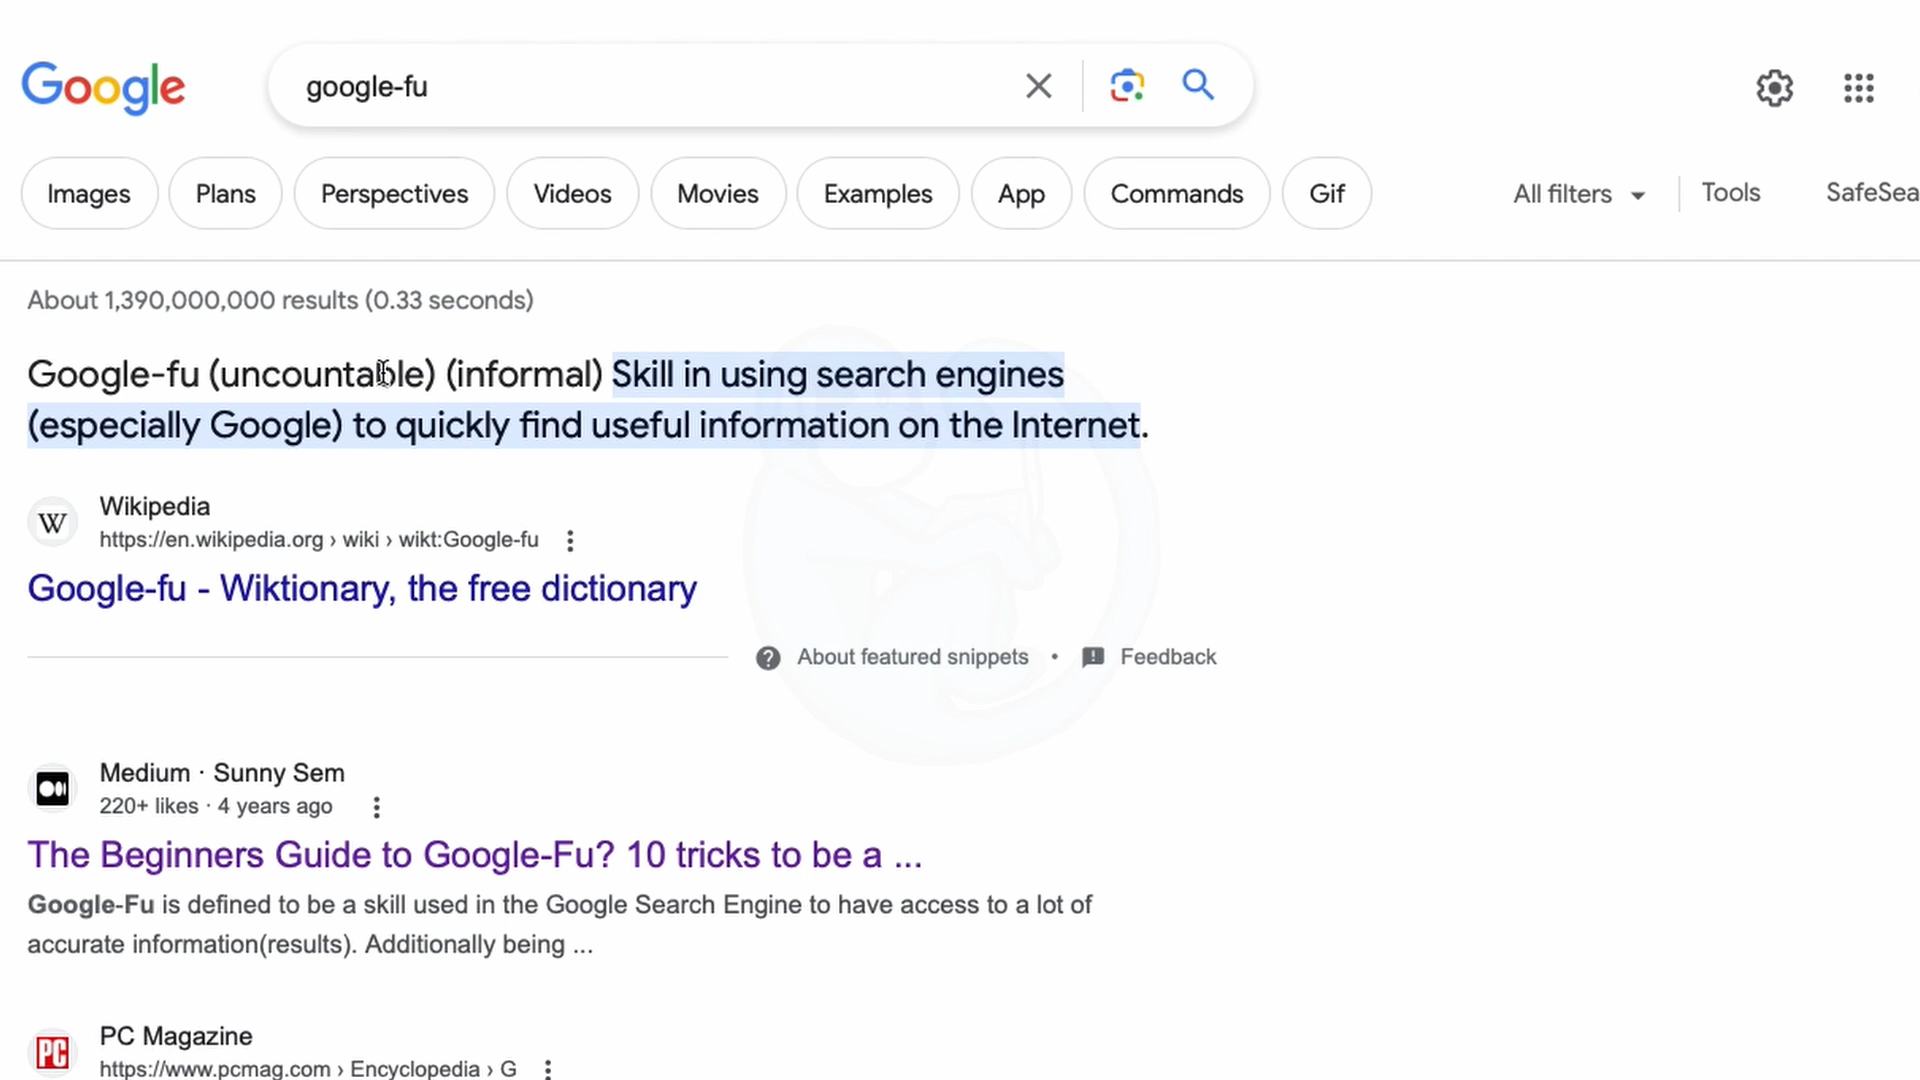 Google
google-fu
Images
Plans
Perspectives
Videos
Movies
Examples
App
Commands
Gif
All filters
Tools
SafeSea
About 1,390,000,000 results (0.33 seconds)
Google-fu (uncountable) (informal) Skill in using search engines
(especially Google) to quickly find useful information on the Internet.
W
Wikipedia
https://en.wikipedia.org › wiki › wikt:Google-fu
Google-fu - Wiktionary, the free dictionary
About featured snippets • Feedback
Medium · Sunny Sem
220+ likes · 4 years ago
The Beginners Guide to Google-Fu? 10 tricks to be a ...
Google-Fu is defined to be a skill used in the Google Search Engine to have access to a lot of
accurate information(results). Additionally being ...
PC
PC Magazine
https://www.pcmag.com › Encyclopedia › G